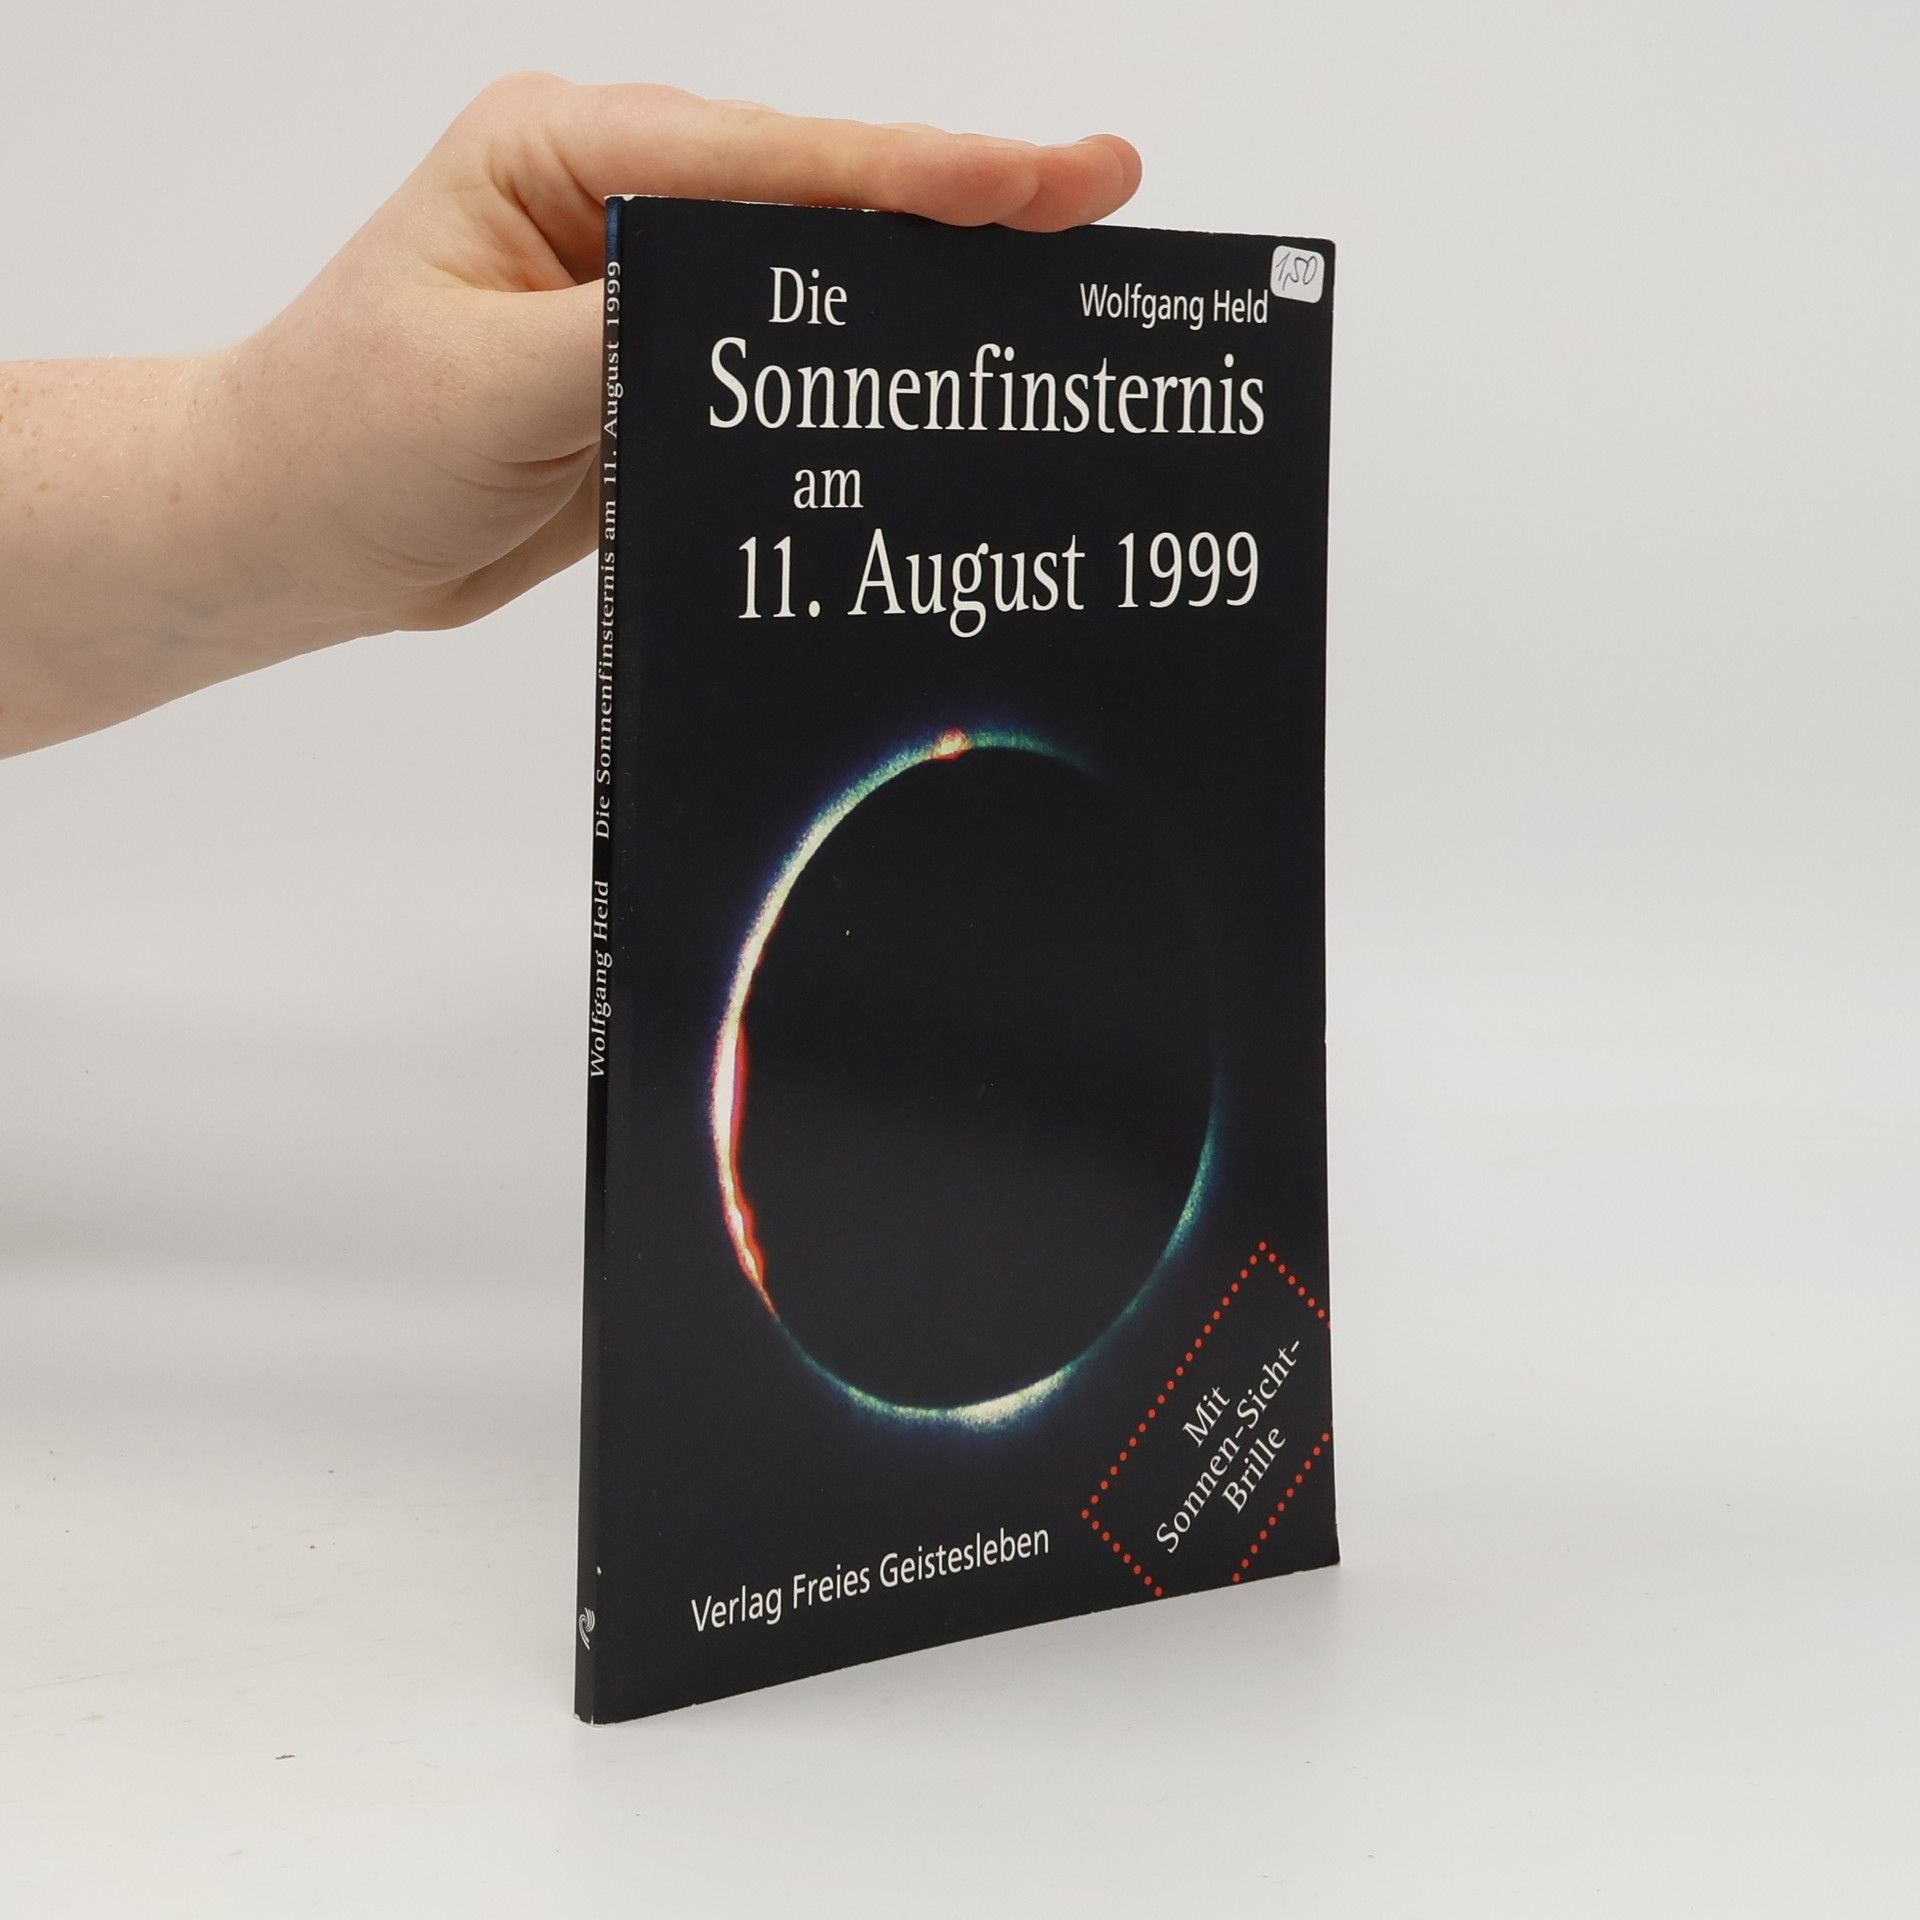 Die
Wolfgang Held
1,50
Sonnenfinsternis
am
11. August 1999
Mit
Sonnen-Sicht-
Brille
Verlag Freies Geistesleben
Wolfgang Held Die Sonnenfinsternis am 11. August 1999